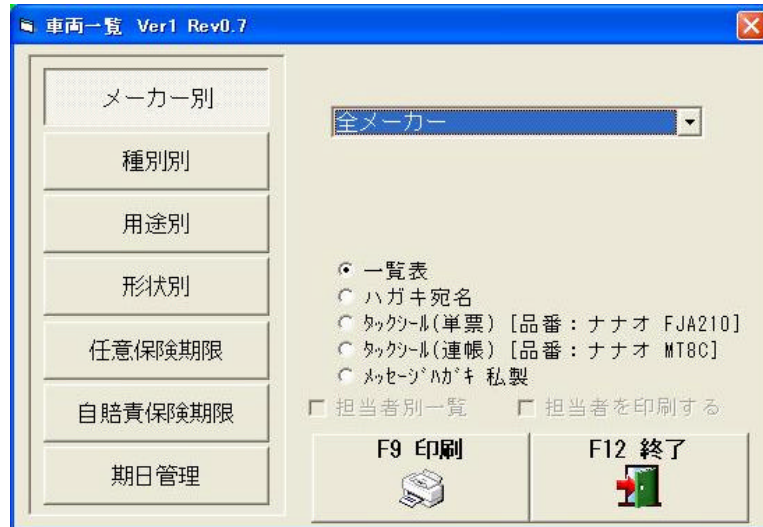 車両一覧 Ver1 Rev0.7
メーカー別
種別別
用途別
形状別
任意保険期限
自賠責保険期限
期日管理
全メーカー
一覧表
ハガキ宛名
ﾀｯｸｼｰﾙ(単票) [品番：ナナオ FJA210]
ﾀｯｸｼｰﾙ(連帳) [品番：ナナオ MT8C]
ﾒｯｾｰｼﾞﾊｶﾞｷ 私製
担当者別一覧 担当者を印刷する
F9 印刷 F12 終了